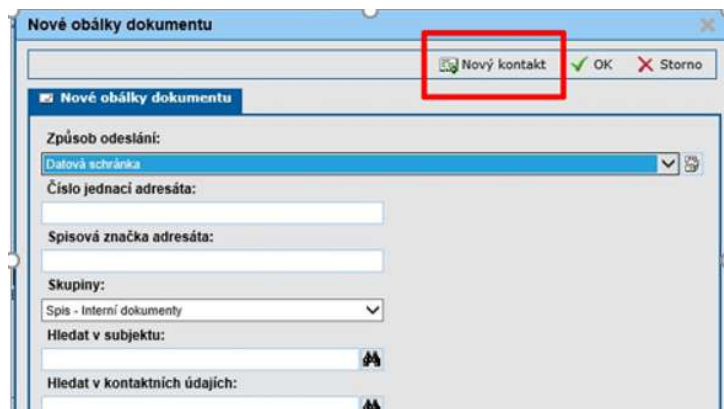 Nové obálky dokumentu
Nový kontakt OK Storno
Nové obálky dokumentu
Způsob odeslání:
Datová schránka
Číslo jednací adresáta:
Spisová značka adresáta:
Skupiny:
Spis - Interní dokumenty
Hledat v subjektu:
Hledat v kontaktních údajích: